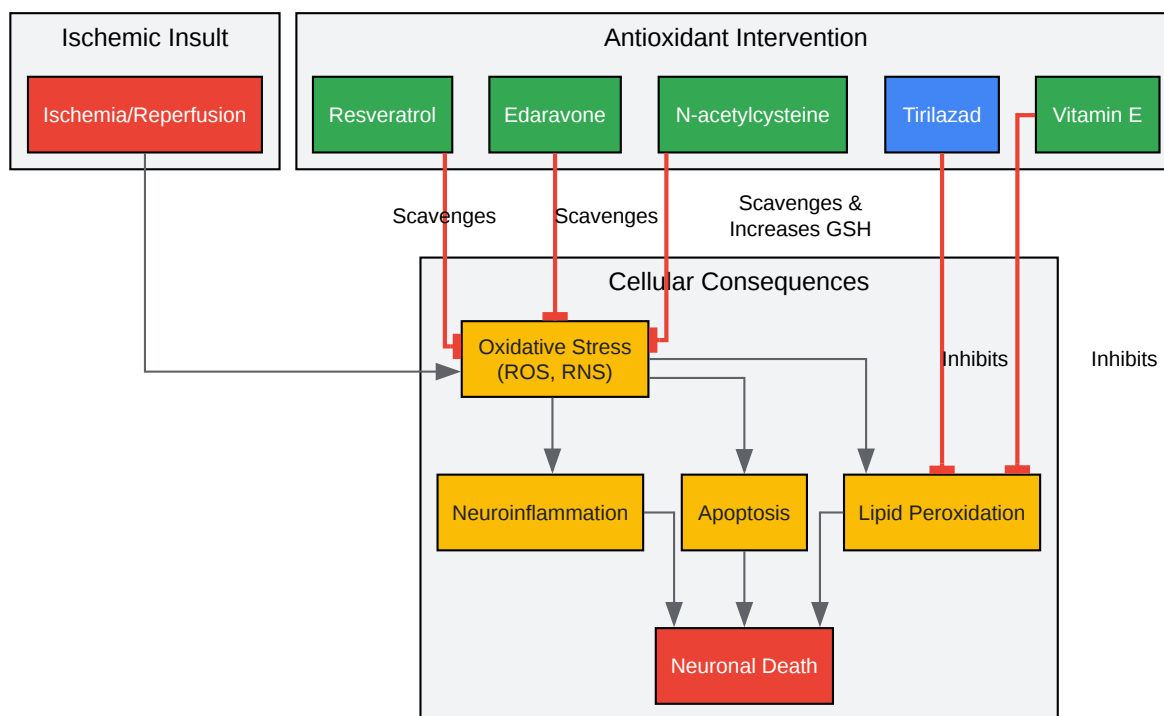 Ischemic Insult
Antioxidant Intervention
Ischemia/Reperfusion
Resveratrol
Edaravone
N-acetylcysteine
Tirilazad
Vitamin E
Scavenges
Scavenges
Scavenges &
Increases GSH
Cellular Consequences
Oxidative Stress
(ROS, RNS)
Inhibits
Inhibits
Neuroinflammation
Apoptosis
Lipid Peroxidation
Neuronal Death